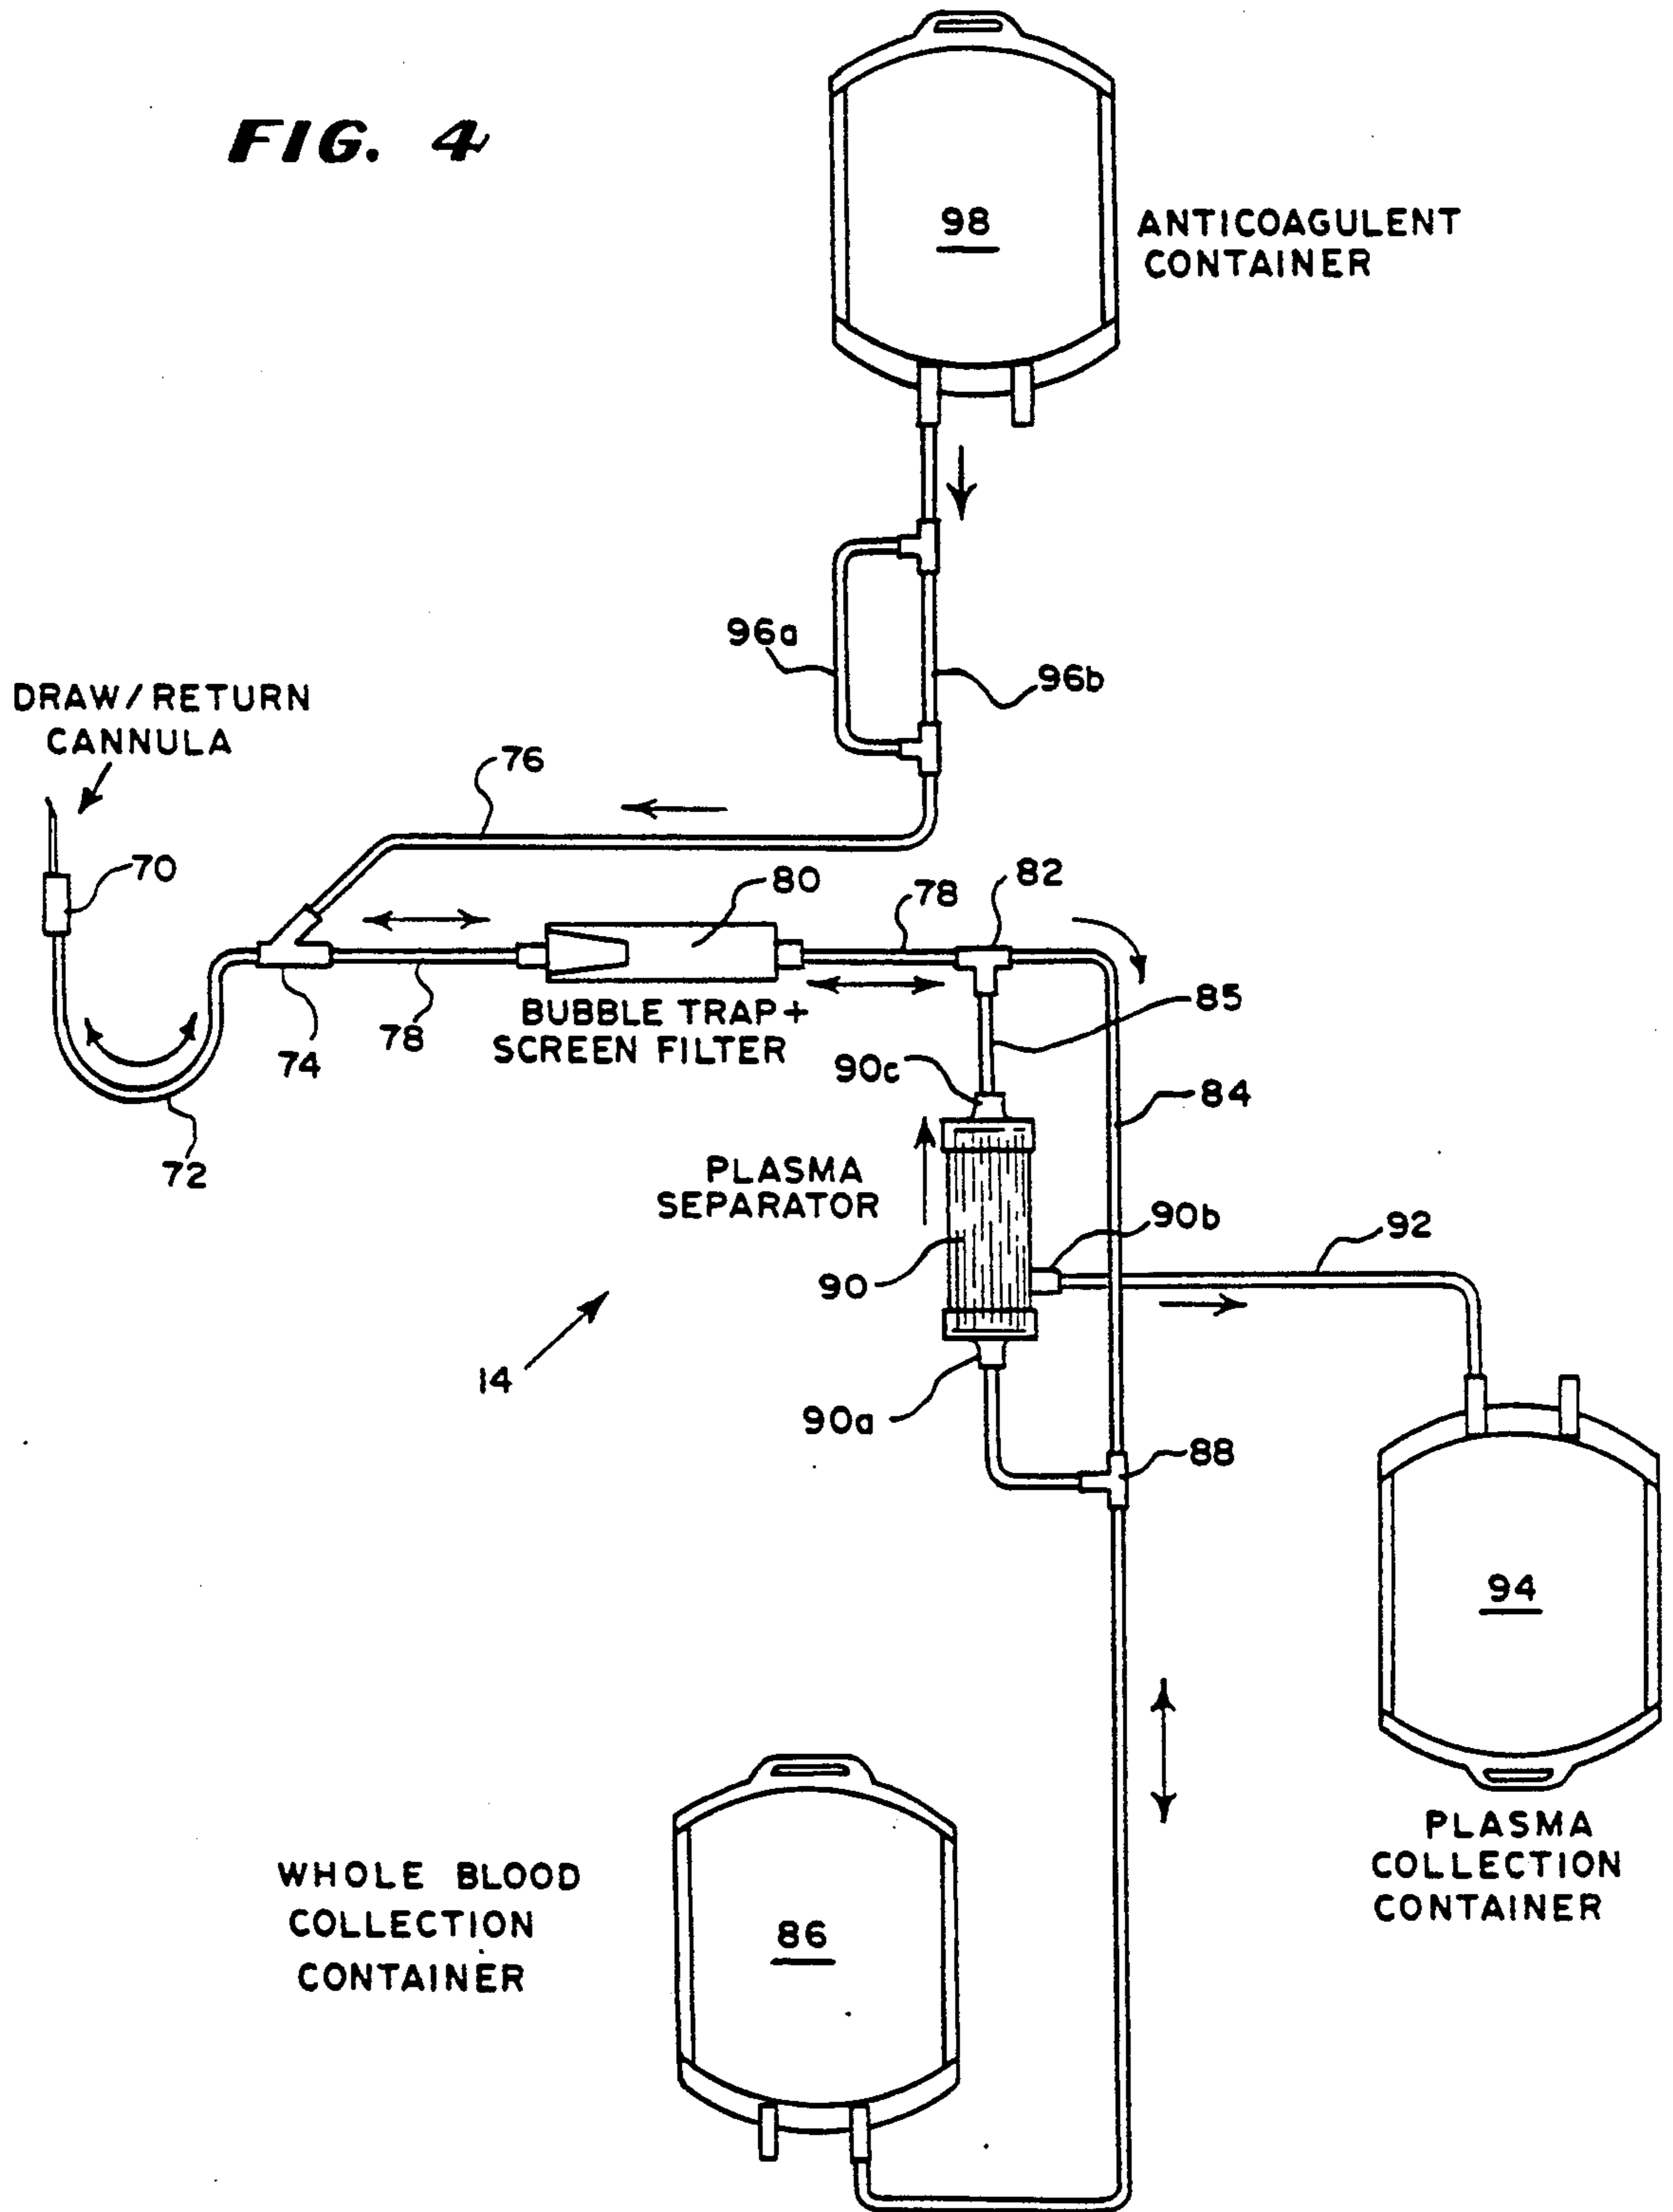 FIG. 4
98
ANTICOAGULENT
CONTAINER
96a
96b
DRAW/RETURN
CANNULA
76
70
80
78
82
BUBBLE TRAP+
SCREEN FILTER
78
74
72
85
90c
84
PLASMA
SEPARATOR
90b
92
90
14
90a
88
94
PLASMA
COLLECTION
CONTAINER
WHOLE BLOOD
COLLECTION
CONTAINER
86